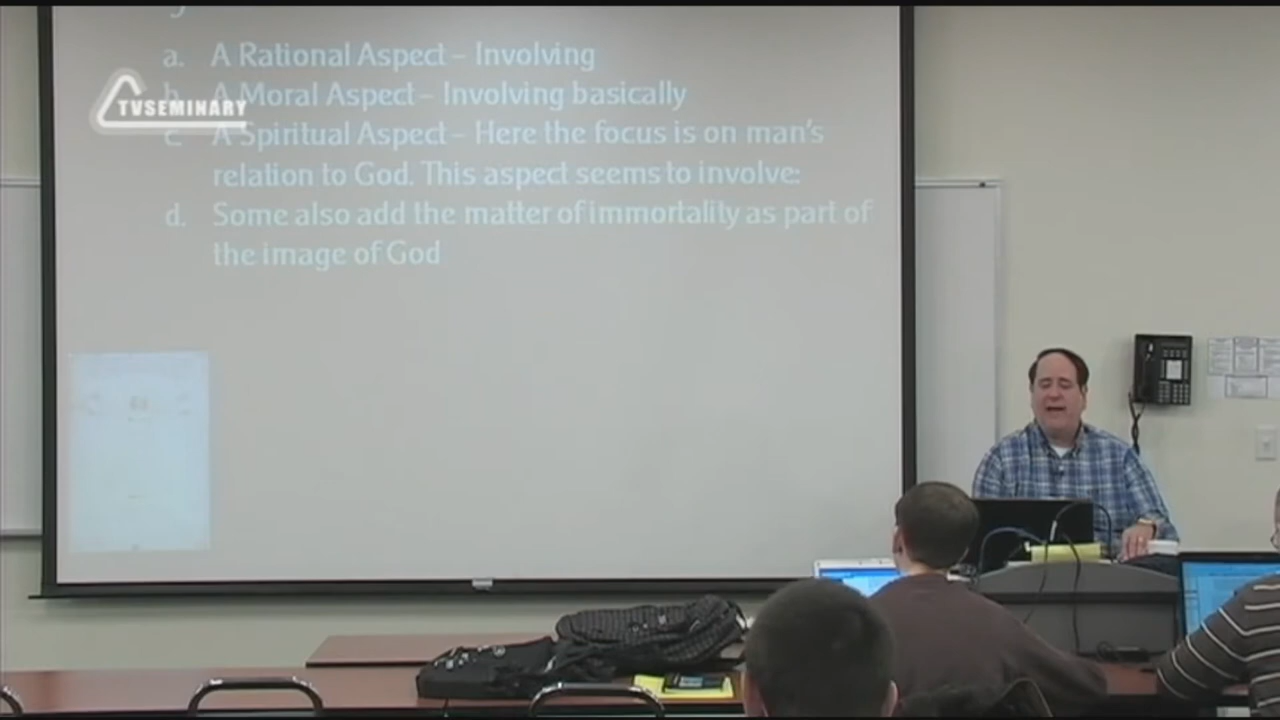 a. A Rational Aspect – Involving
TVSEMINARY
A Moral Aspect – Involving basically
c A Spiritual Aspect – Here the focus is on man's
relation to God. This aspect seems to involve:
d. Some also add the matter of immortality as part of
the image of God